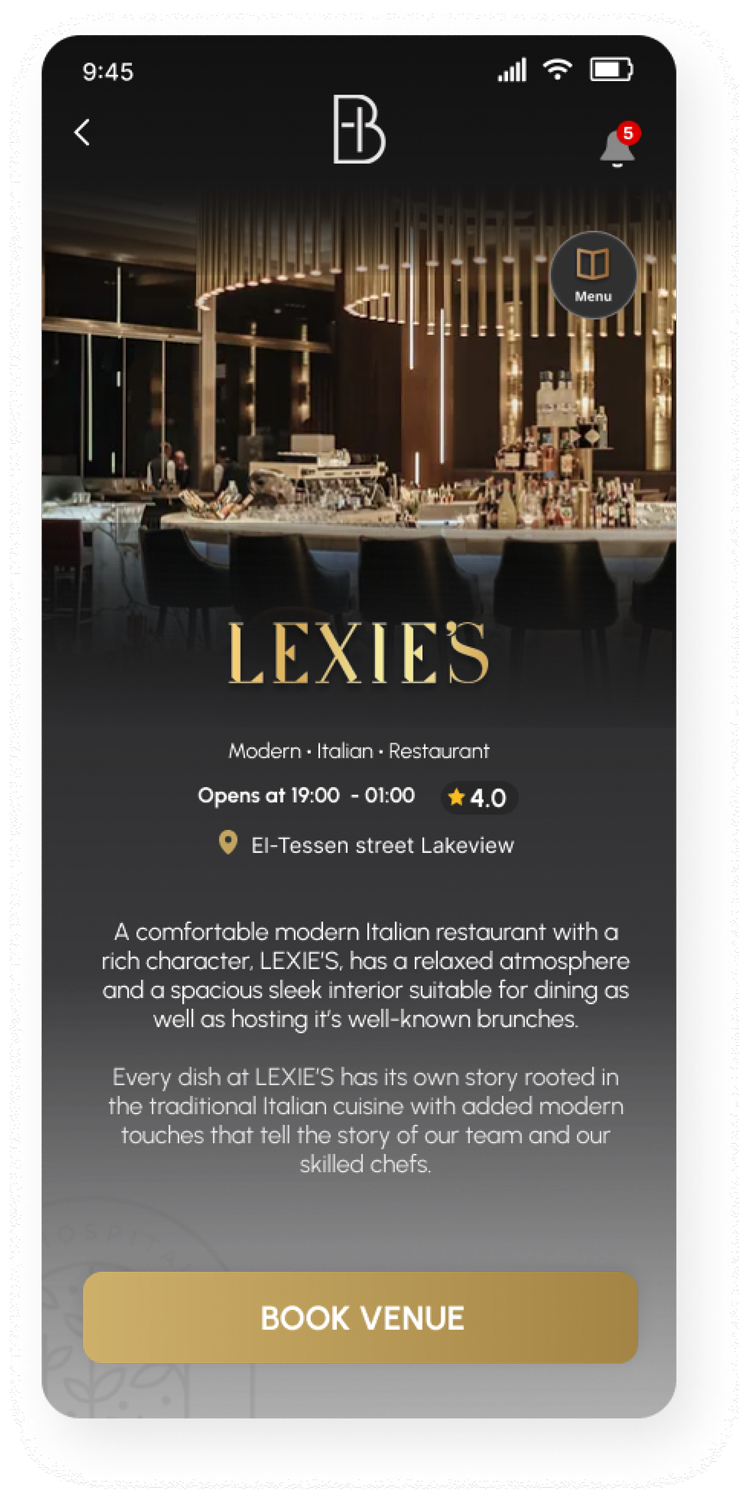 9:45
B
5
Menu
LEXIE'S
Modern • Italian • Restaurant
Opens at 19:00 - 01:00 4.0
El-Tessen street Lakeview
A comfortable modern Italian restaurant with a
rich character, LEXIE'S, has a relaxed atmosphere
and a spacious sleek interior suitable for dining as
well as hosting it's well-known brunches.
Every dish at LEXIE'S has its own story rooted in
the traditional Italian cuisine with added modern
touches that tell the story of our team and our
skilled chefs.
BOOK VENUE